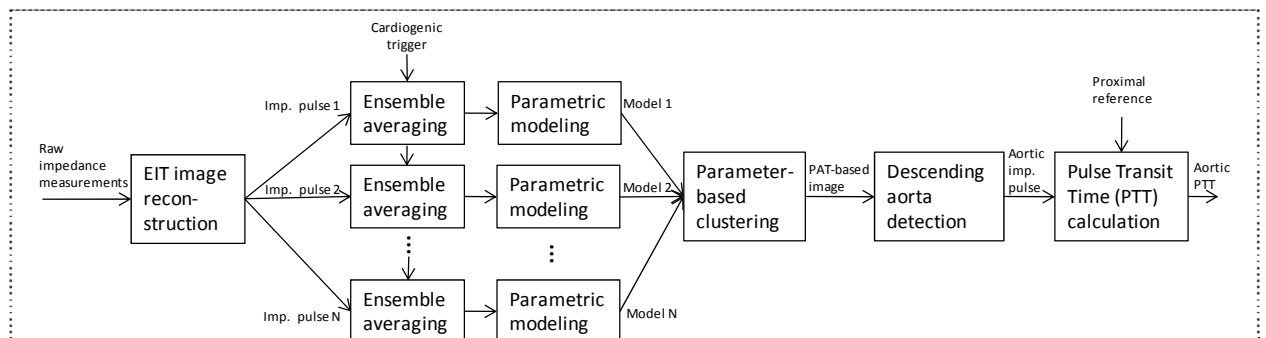 Cardiogenic
trigger
Imp. pulse 1
Ensemble
averaging
Parametric
modeling
Model 1
Proximal
reference
Raw
impedance
measurements
EIT image
recon-
struction
Imp. pulse 2
Ensemble
averaging
Parametric
modeling
Model 2
Parameter-
based
clustering
PAT-based
image
Descending
aorta
detection
Aortic
imp.
pulse
Pulse Transit
Time (PTT)
calculation
Aortic
PTT
Imp. pulse N
Ensemble
averaging
Parametric
modeling
Model N